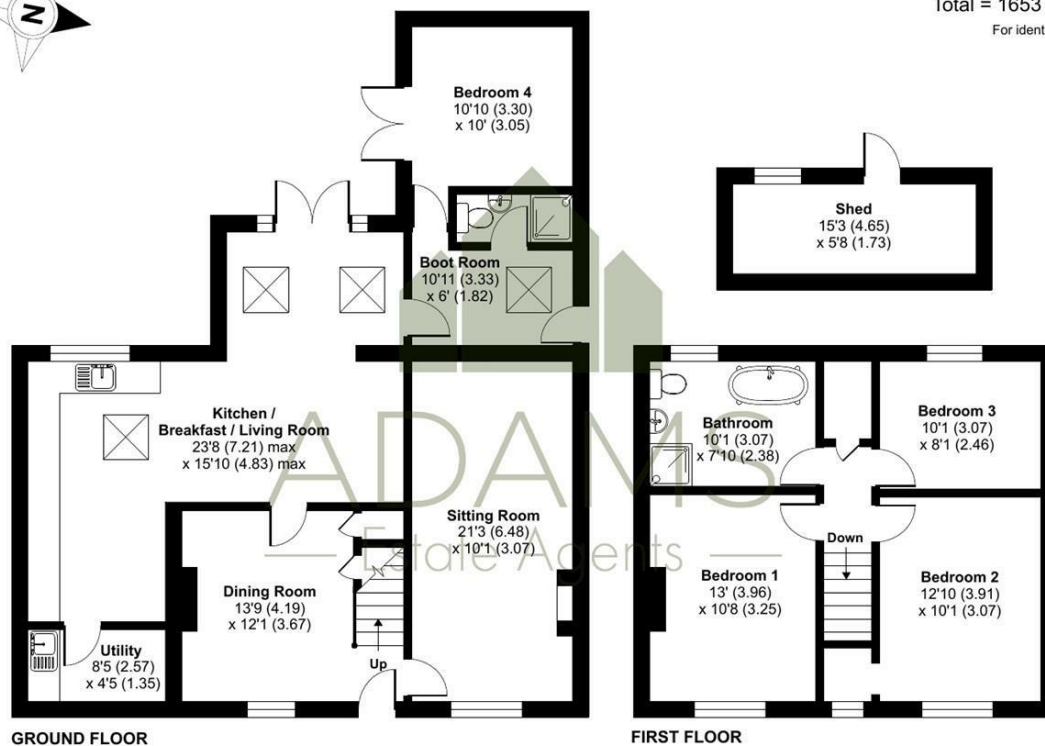 N
Total = 1653
For ident
Bedroom 4
10'10 (3.30)
x 10' (3.05)
Shed
15'3 (4.65)
x 5'8 (1.73)
Boot Room
10'11 (3.33)
x 6' (1.82)
Kitchen /
Breakfast / Living Room
23'8 (7.21) max
x 15'10 (4.83) max
Bathroom
10'1 (3.07)
x 7'10 (2.38)
Bedroom 3
10'1 (3.07)
x 8'1 (2.46)
ADAMS
Estate Agents
Sitting Room
21'3 (6.48)
x 10'1 (3.07)
Down
Dining Room
13'9 (4.19)
x 12'1 (3.67)
Bedroom 1
13' (3.96)
x 10'8 (3.25)
Bedroom 2
12'10 (3.91)
x 10'1 (3.07)
Utility
8'5 (2.57)
x 4'5 (1.35)
Up
GROUND FLOOR
FIRST FLOOR